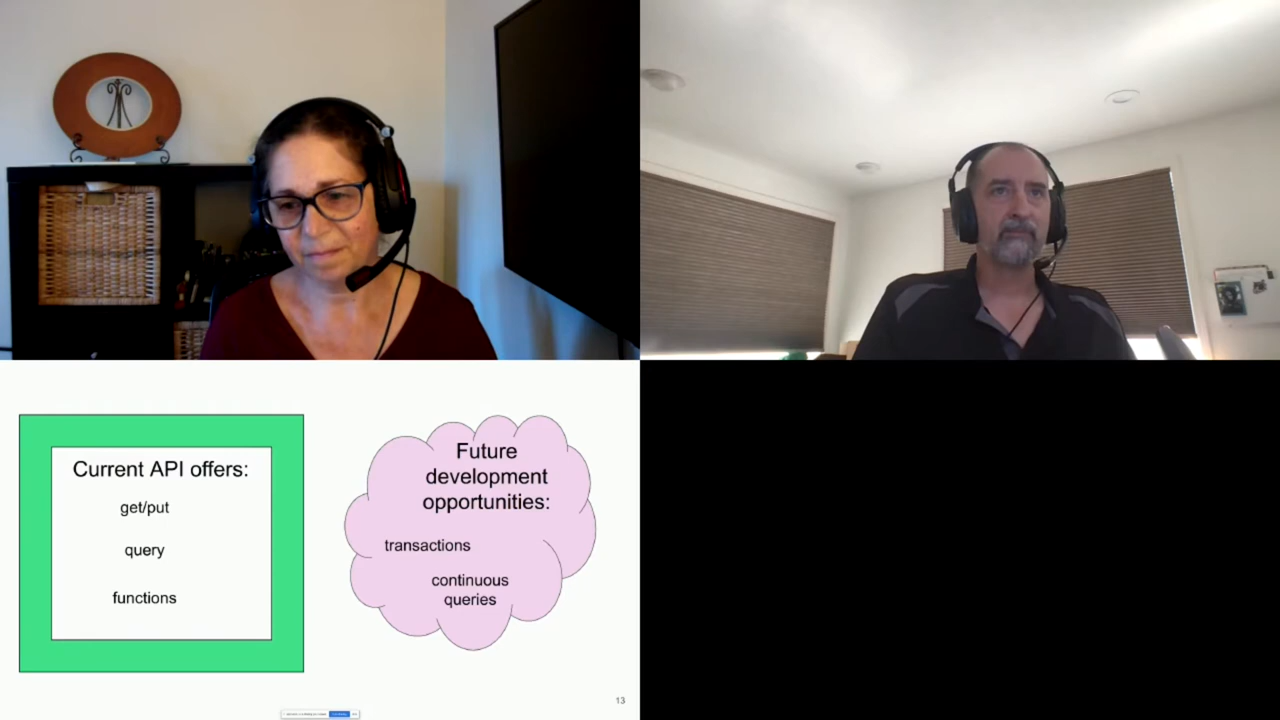 Current API offers:
get/put
query
functions
Future
development
opportunities:
transactions
continuous
queries
13